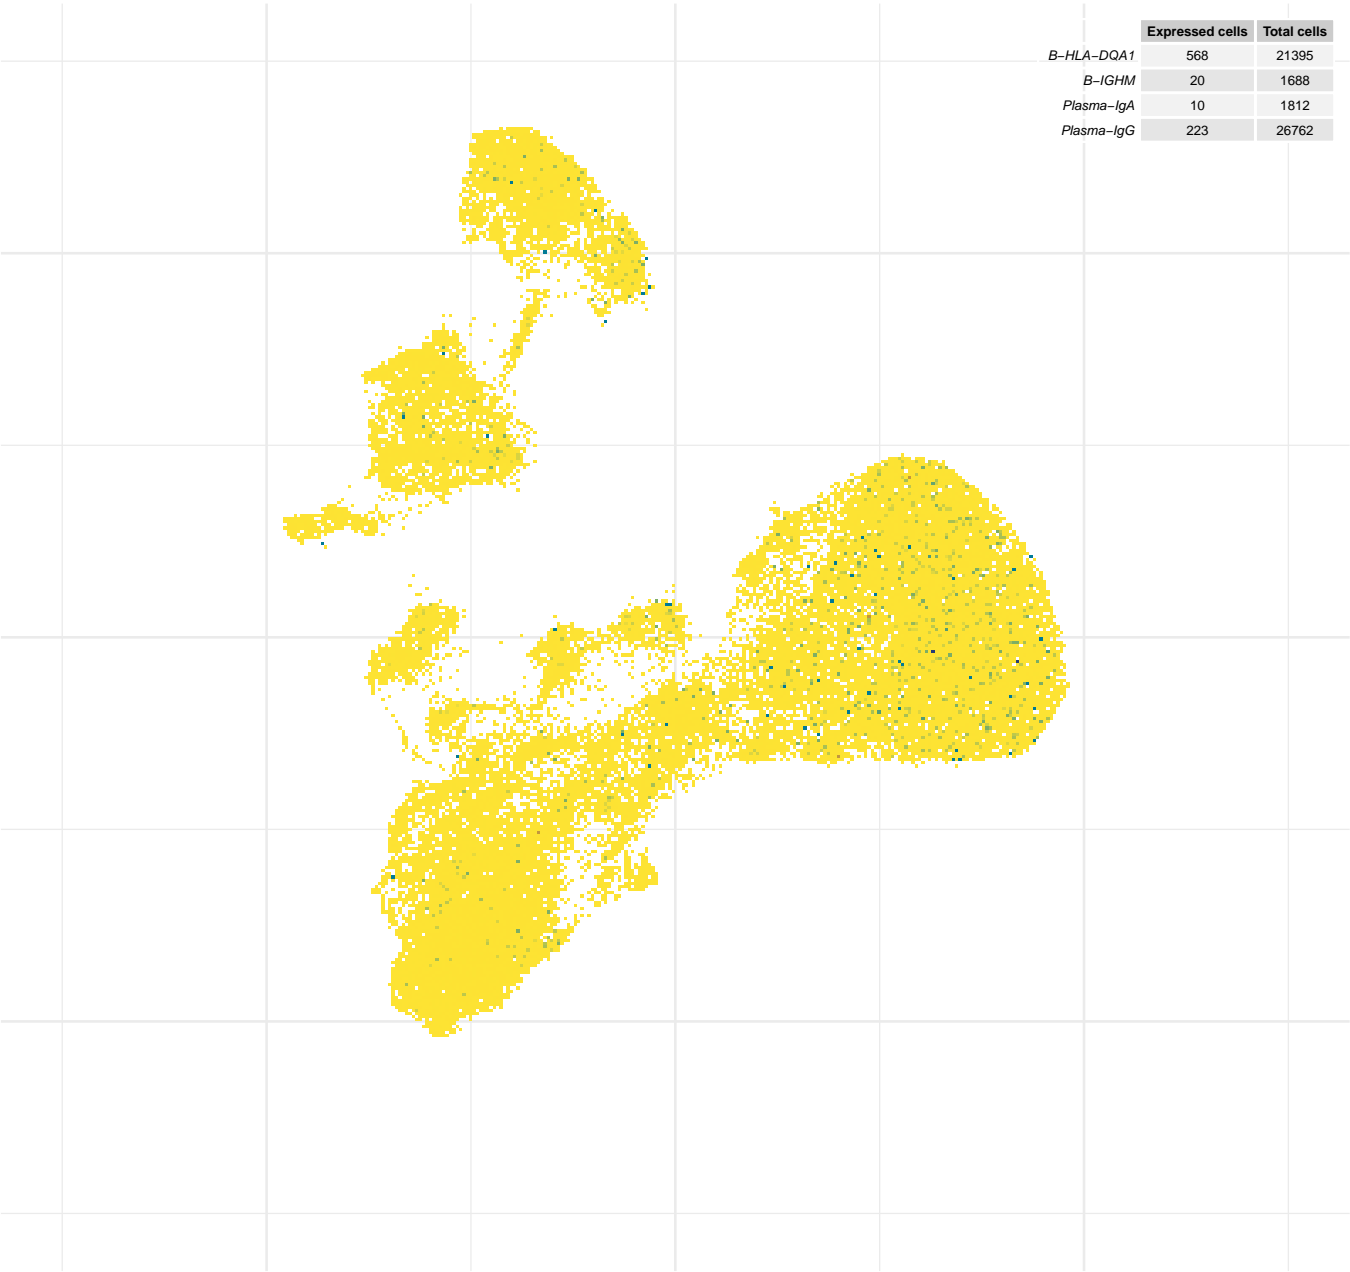 Expressed cells Total cells
B−HLA−DQA1 568 21395
B−IGHM 20 1688
Plasma−IgA 10 1812
Plasma−IgG 223 26762